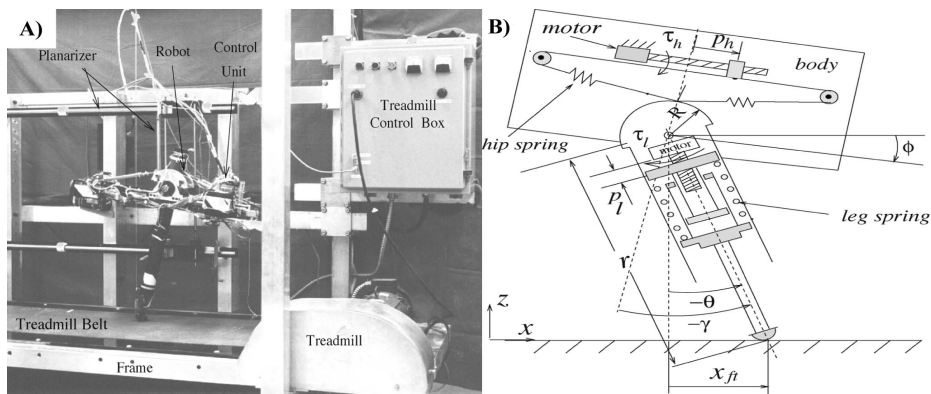 A)
Planarizer
Robot
Control
Unit
Treadmill
Control Box
Treadmill Belt
Treadmill
Frame
B)
motor
τh
ph
body
R
hip spring
τl
motor
ϕ
pl
leg spring
r
-θ
-γ
z
x
xft